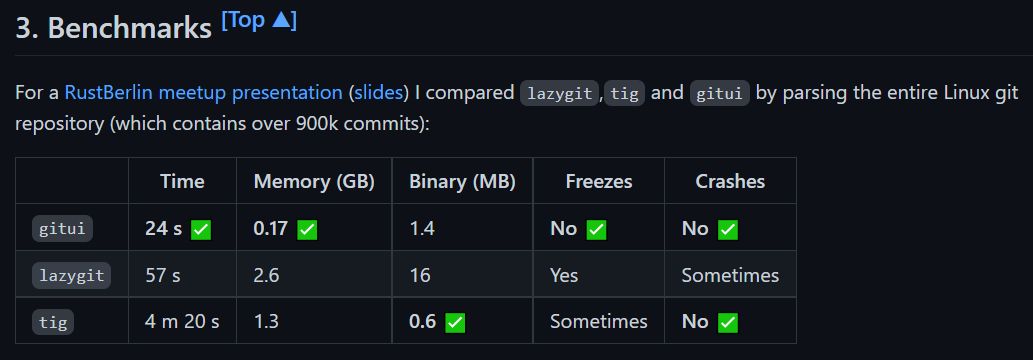 3. Benchmarks [Top ▲]
For a RustBerlin meetup presentation (slides) I compared lazygit, tig and gitui by parsing the entire Linux git
repository (which contains over 900k commits):
Time Memory (GB) Binary (MB) Freezes Crashes
gitui 24 s ✅ 0.17 ✅ 1.4 No ✅ No ✅
lazygit 57 s 2.6 16 Yes Sometimes
tig 4 m 20 s 1.3 0.6 ✅ Sometimes No ✅